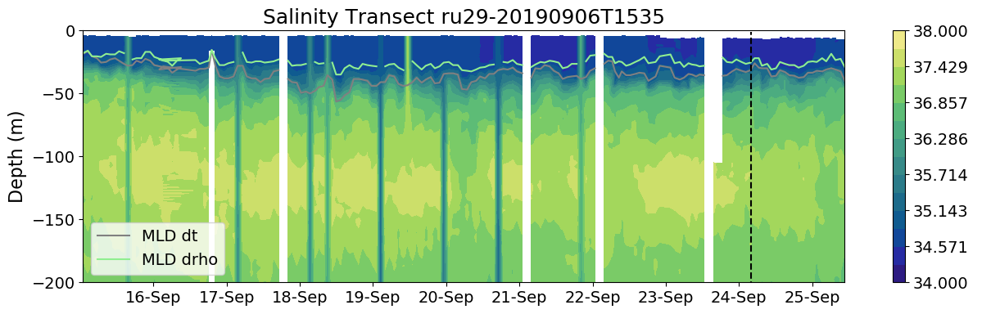 Salinity Transect ru29-20190906T1535
Depth (m)
0
−50
−100
−150
−200
MLD dt
MLD drho
16-Sep 17-Sep 18-Sep 19-Sep 20-Sep 21-Sep 22-Sep 23-Sep 24-Sep 25-Sep
38.000
37.429
36.857
36.286
35.714
35.143
34.571
34.000